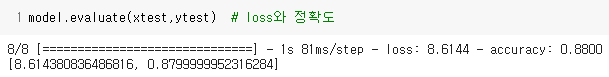 1 model.evaluate(xtest,ytest)  # loss와 정확도
8/8 [==============================] - 1s 81ms/step - loss: 8.6144 - accuracy: 0.8800
[8.614380836486816, 0.8799999952316284]